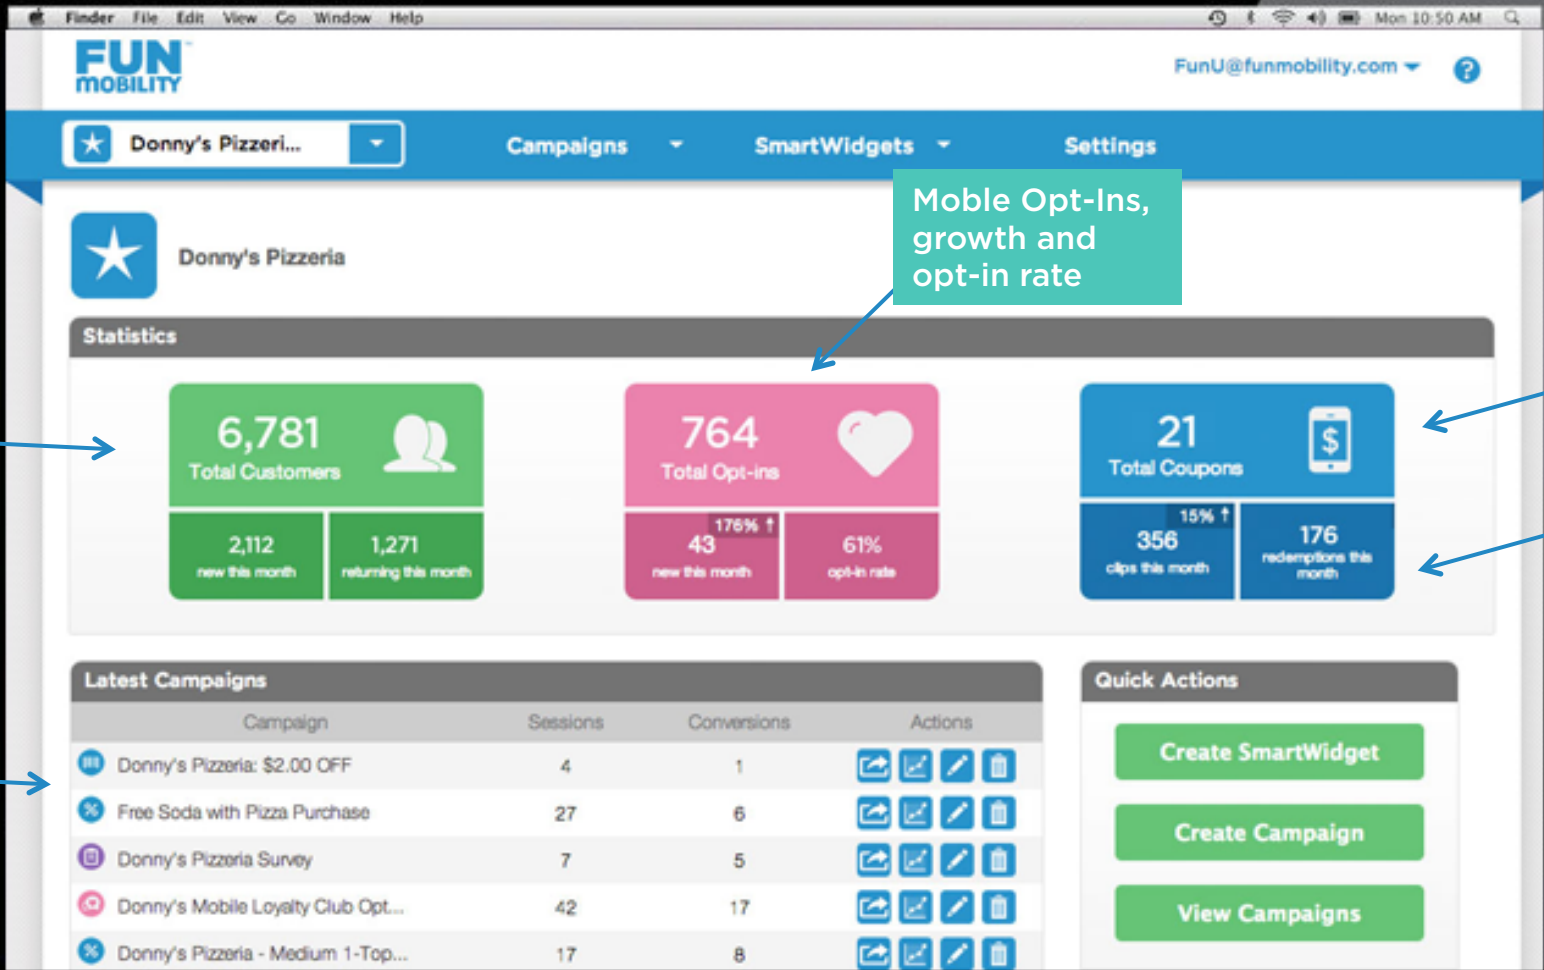 Finder File Edit View Go Window Help Mon 10:50 AM
FUN
MOBILITY
FunU@funmobility.com ?
Donny's Pizzeri... Campaigns SmartWidgets Settings
Moble Opt-Ins,
growth and
opt-in rate
Donny's Pizzeria
Statistics
6,781
Total Customers
2,112
new this month
1,271
returning this month
764
Total Opt-ins
176% ↑
43
new this month
61%
opt-in rate
21
Total Coupons
$
15% ↑
356
clips this month
176
redemptions this
month
Latest Campaigns
Campaign Sessions Conversions Actions
Donny's Pizzeria: $2.00 OFF 4 1
% Free Soda with Pizza Purchase 27 6
Donny's Pizzeria Survey 7 5
Donny's Mobile Loyalty Club Opt... 42 17
% Donny's Pizzeria - Medium 1-Top... 17 8
Quick Actions
Create SmartWidget
Create Campaign
View Campaigns